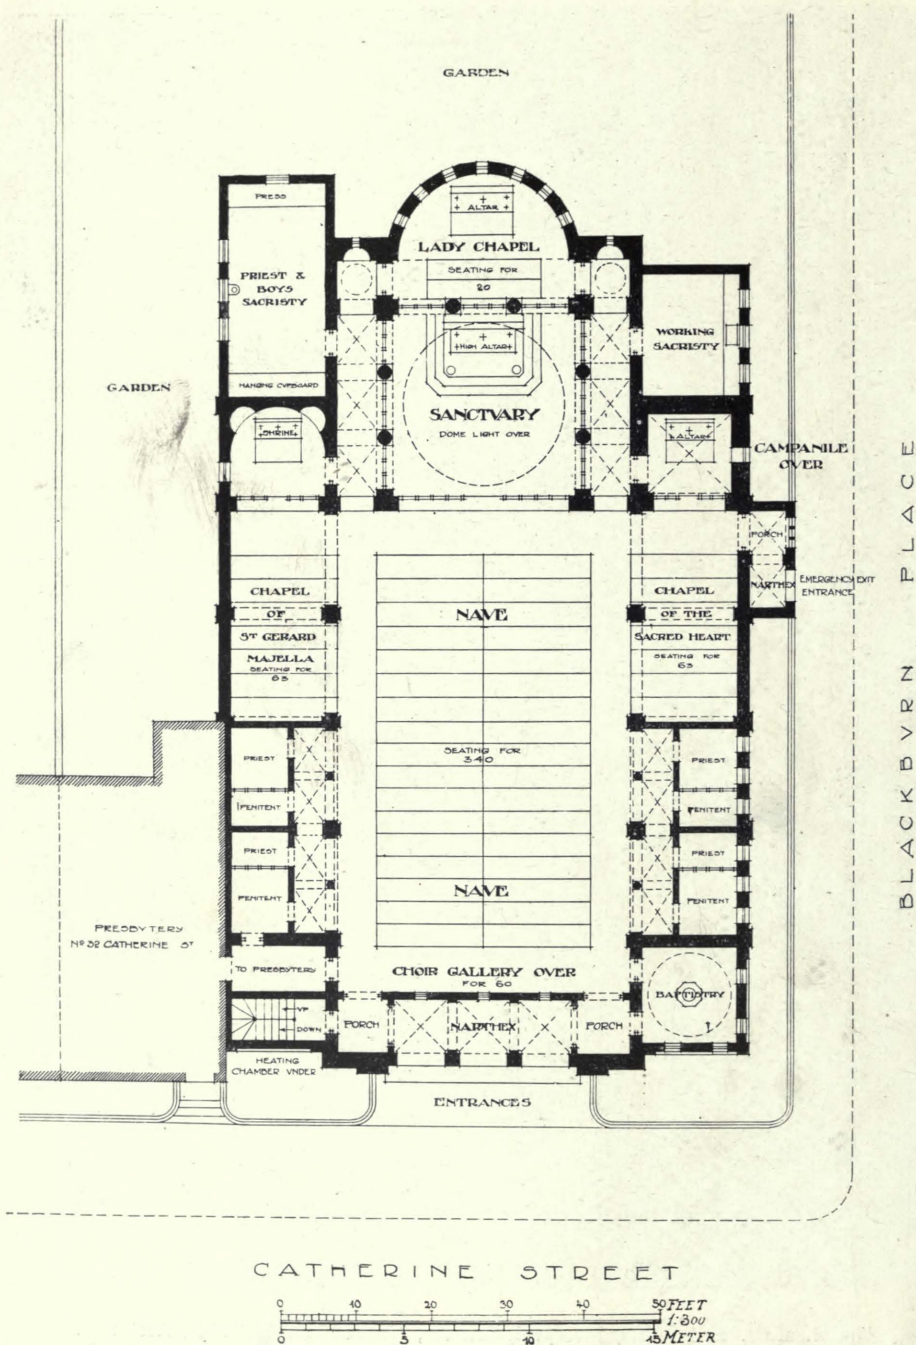 GARDEN
PRESS
ALTAR
LADY CHAPEL
SEATING FOR
20
PRIEST &
BOYS
SACRISTY
WORKING
SACRISTY
HIGH ALTAR
HANGING CVPBOARD
GARDEN
SANCTVARY
DOME LIGHT OVER
SHRINE
ALTAR
CAMPANILE
OVER
PORCH
NARTHEX
EMERGENCY EXIT
ENTRANCE
CHAPEL
OF
ST GERARD
MAJELLA
SEATING FOR
63
NAVE
CHAPEL
OF THE
SACRED HEART
SEATING FOR
63
SEATING FOR
340
PRIEST
PENITENT
PRIEST
PENITENT
PRIEST
PENITENT
PRIEST
PENITENT
NAVE
PRESBYTERY
No 32 CATHERINE ST
TO PRESBYTERY
CHOIR GALLERY OVER
FOR 60
BAPTISTRY
VP
DOWN
PORCH
NARTHEX
PORCH
HEATING
CHAMBER VNDER
ENTRANCES
BLACKBVRN PLACE
CATHERINE STREET
0 10 20 30 40 50 FEET
1:300
0 5 10 15 METER